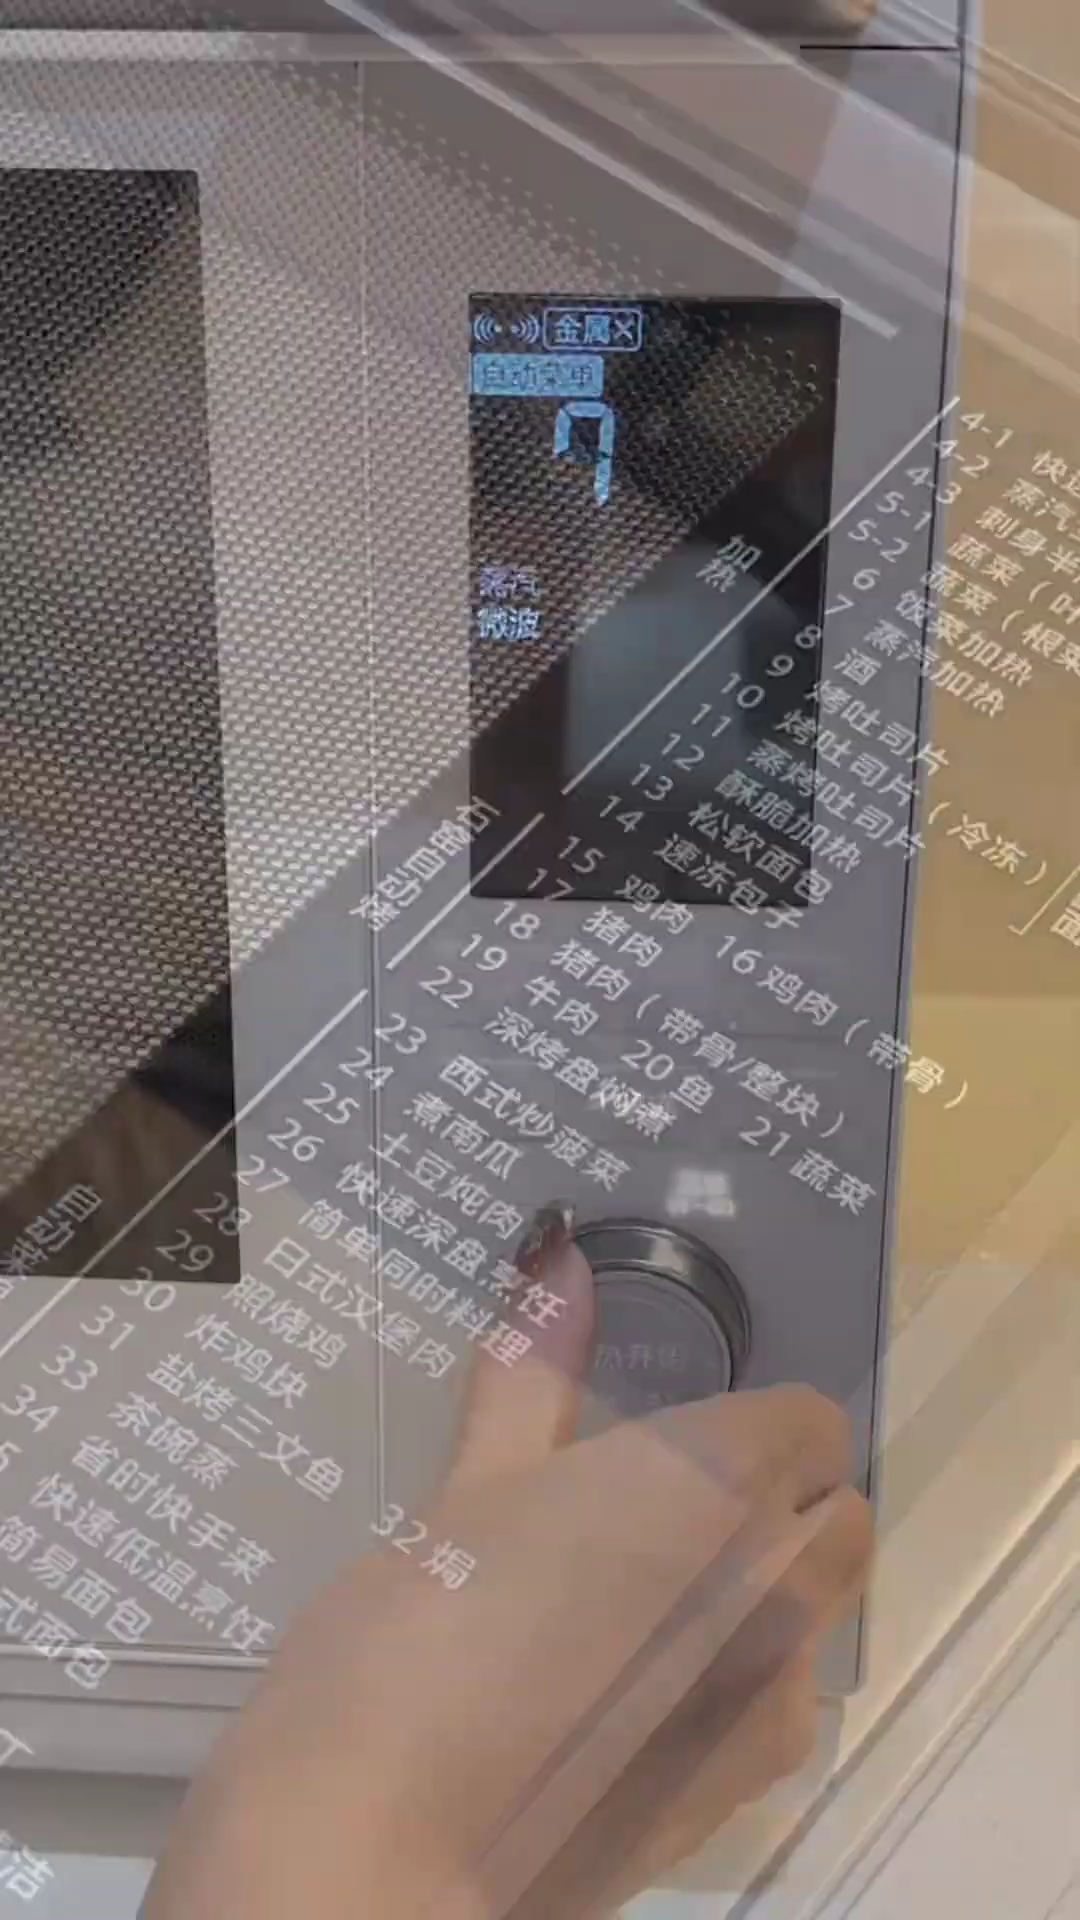 金属X
自动菜单
9
蒸汽
微波
4-1 快速
4-2 蒸汽
4-3 刺身半
5-1 蔬菜（叶
5-2 蔬菜（根菜
加热
6 饭菜加热
7 蒸汽加热
8 酒
9 烤吐司片
10 烤吐司片（冷冻）
11 蒸烤吐司片
12 酥脆加热
13 松软面包
14 速冻包子
石窑自动烤
15 鸡肉 16 鸡肉（带骨）
17 猪肉
18 猪肉（带骨/整块）
19 牛肉 20 鱼 21 蔬菜
22 深烤盘焖煮
23 西式炒菠菜
24 煮南瓜
25 土豆炖肉
26 快速深盘烹饪
27 简单同时料理
自动
28 日式汉堡肉
29 照烧鸡
30 炸鸡块
31 盐烤三文鱼 32 焗
33 茶碗蒸
34 省时快手菜
5 快速低温烹饪
简易面包
式面包
洁